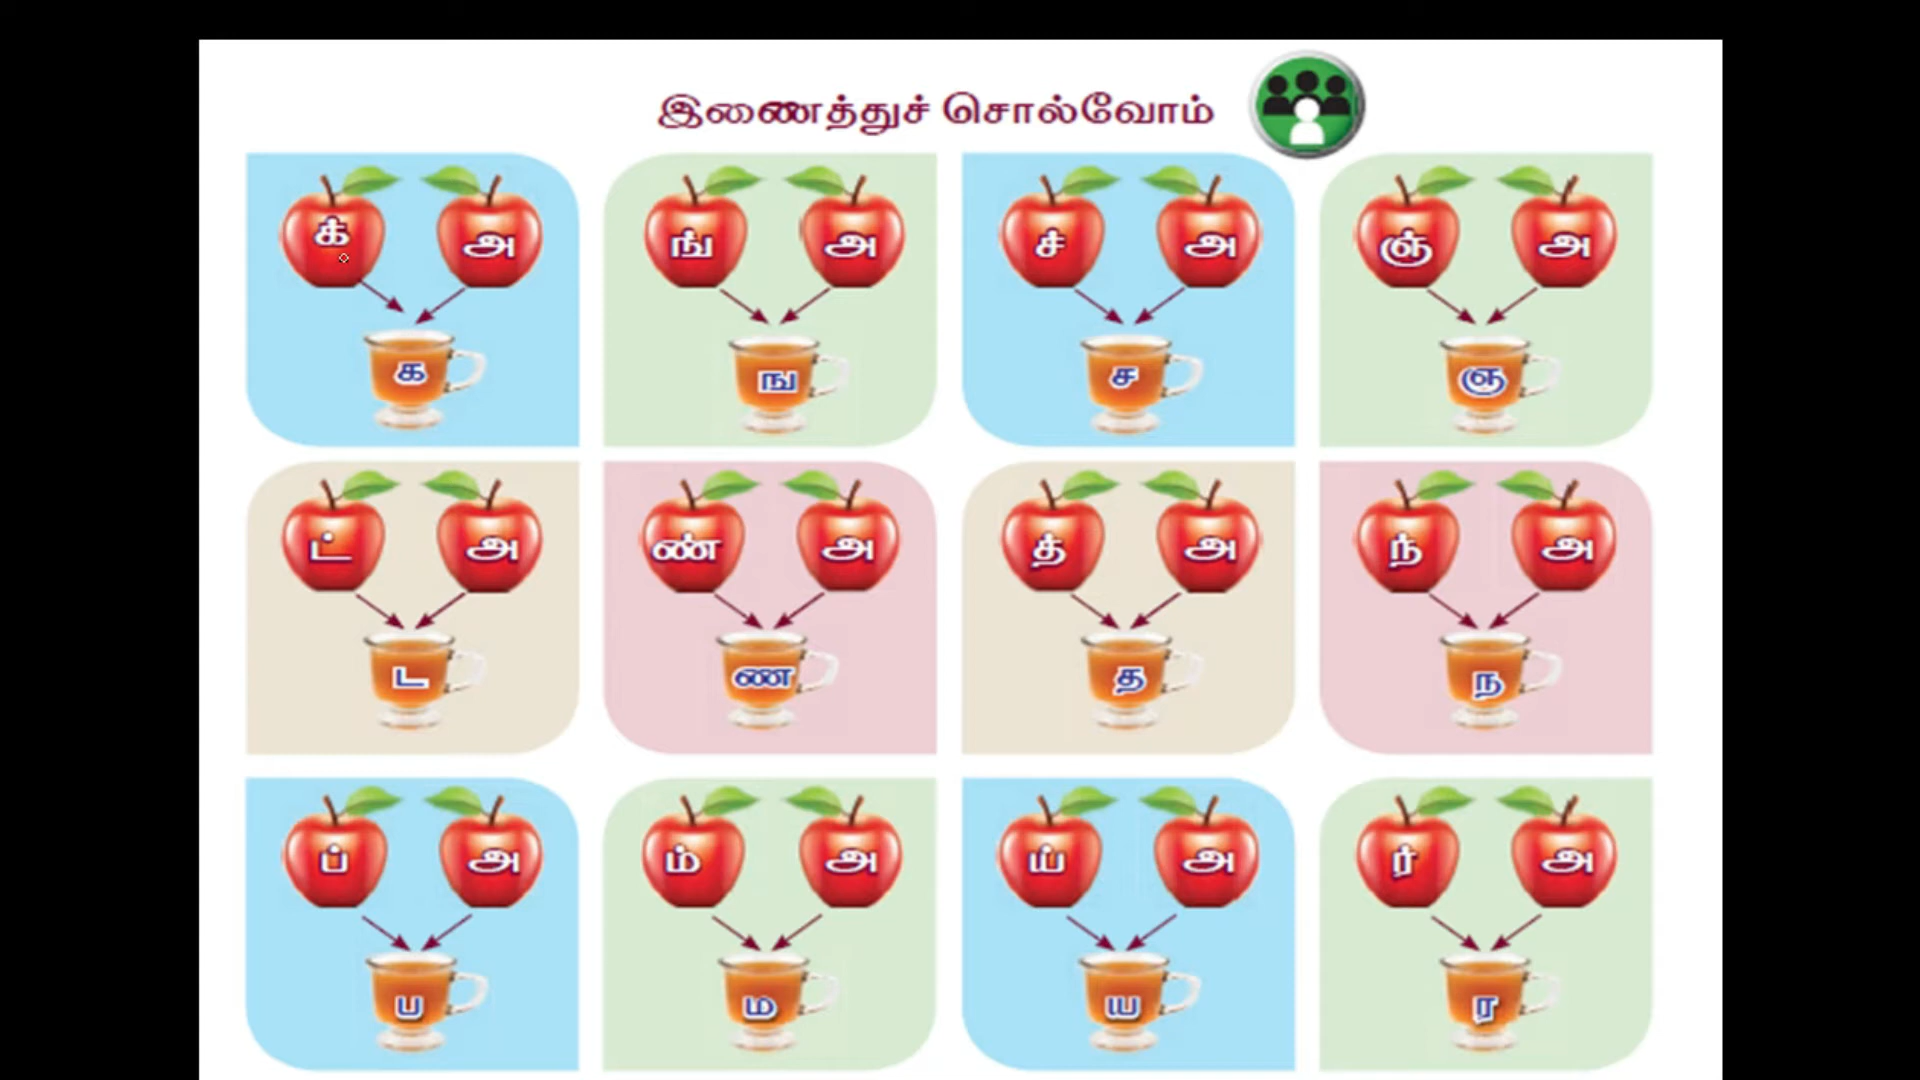 இணைத்துச் சொல்வோம்
க் அ ங் அ ச் அ ஞ் அ
க ங ச ஞ
ட் அ ண் அ த் அ ந் அ
ட ண த ந
ப் அ ம் அ ய் அ ர் அ
ப ம ய ர